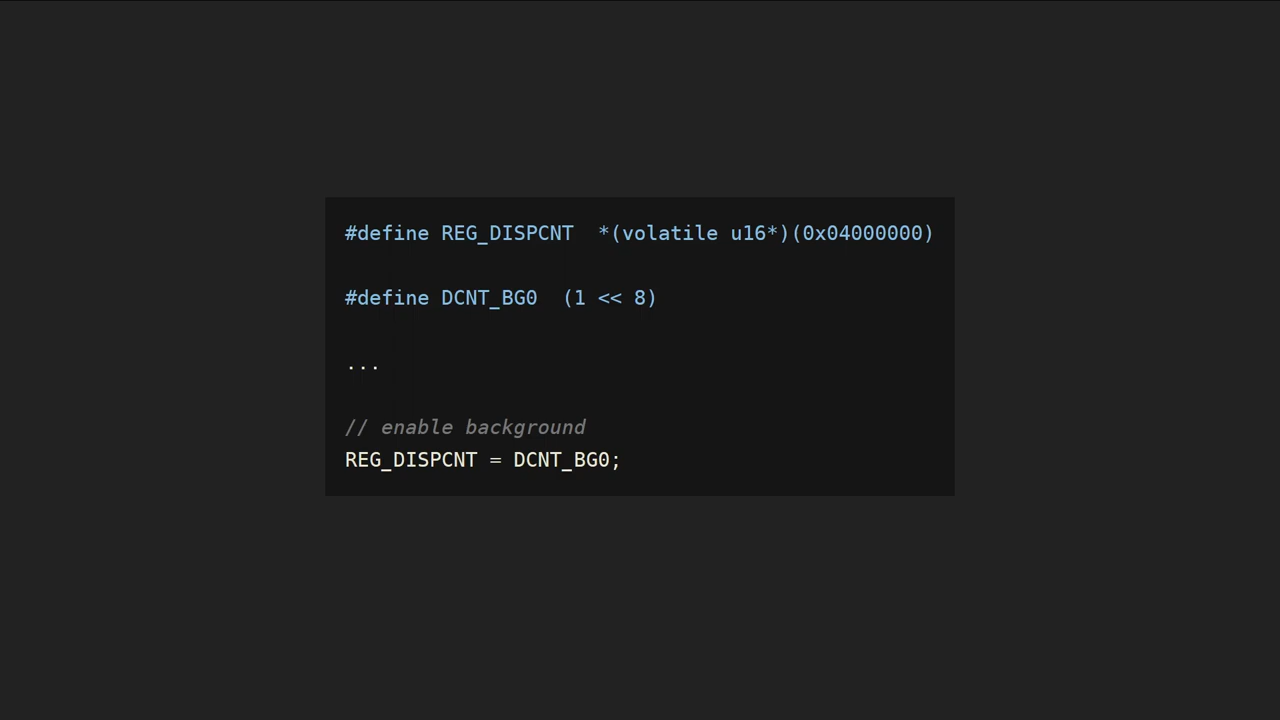 #define REG_DISPCNT  *(volatile u16*)(0x04000000)
#define DCNT_BG0  (1 << 8)
...
// enable background
REG_DISPCNT = DCNT_BG0;